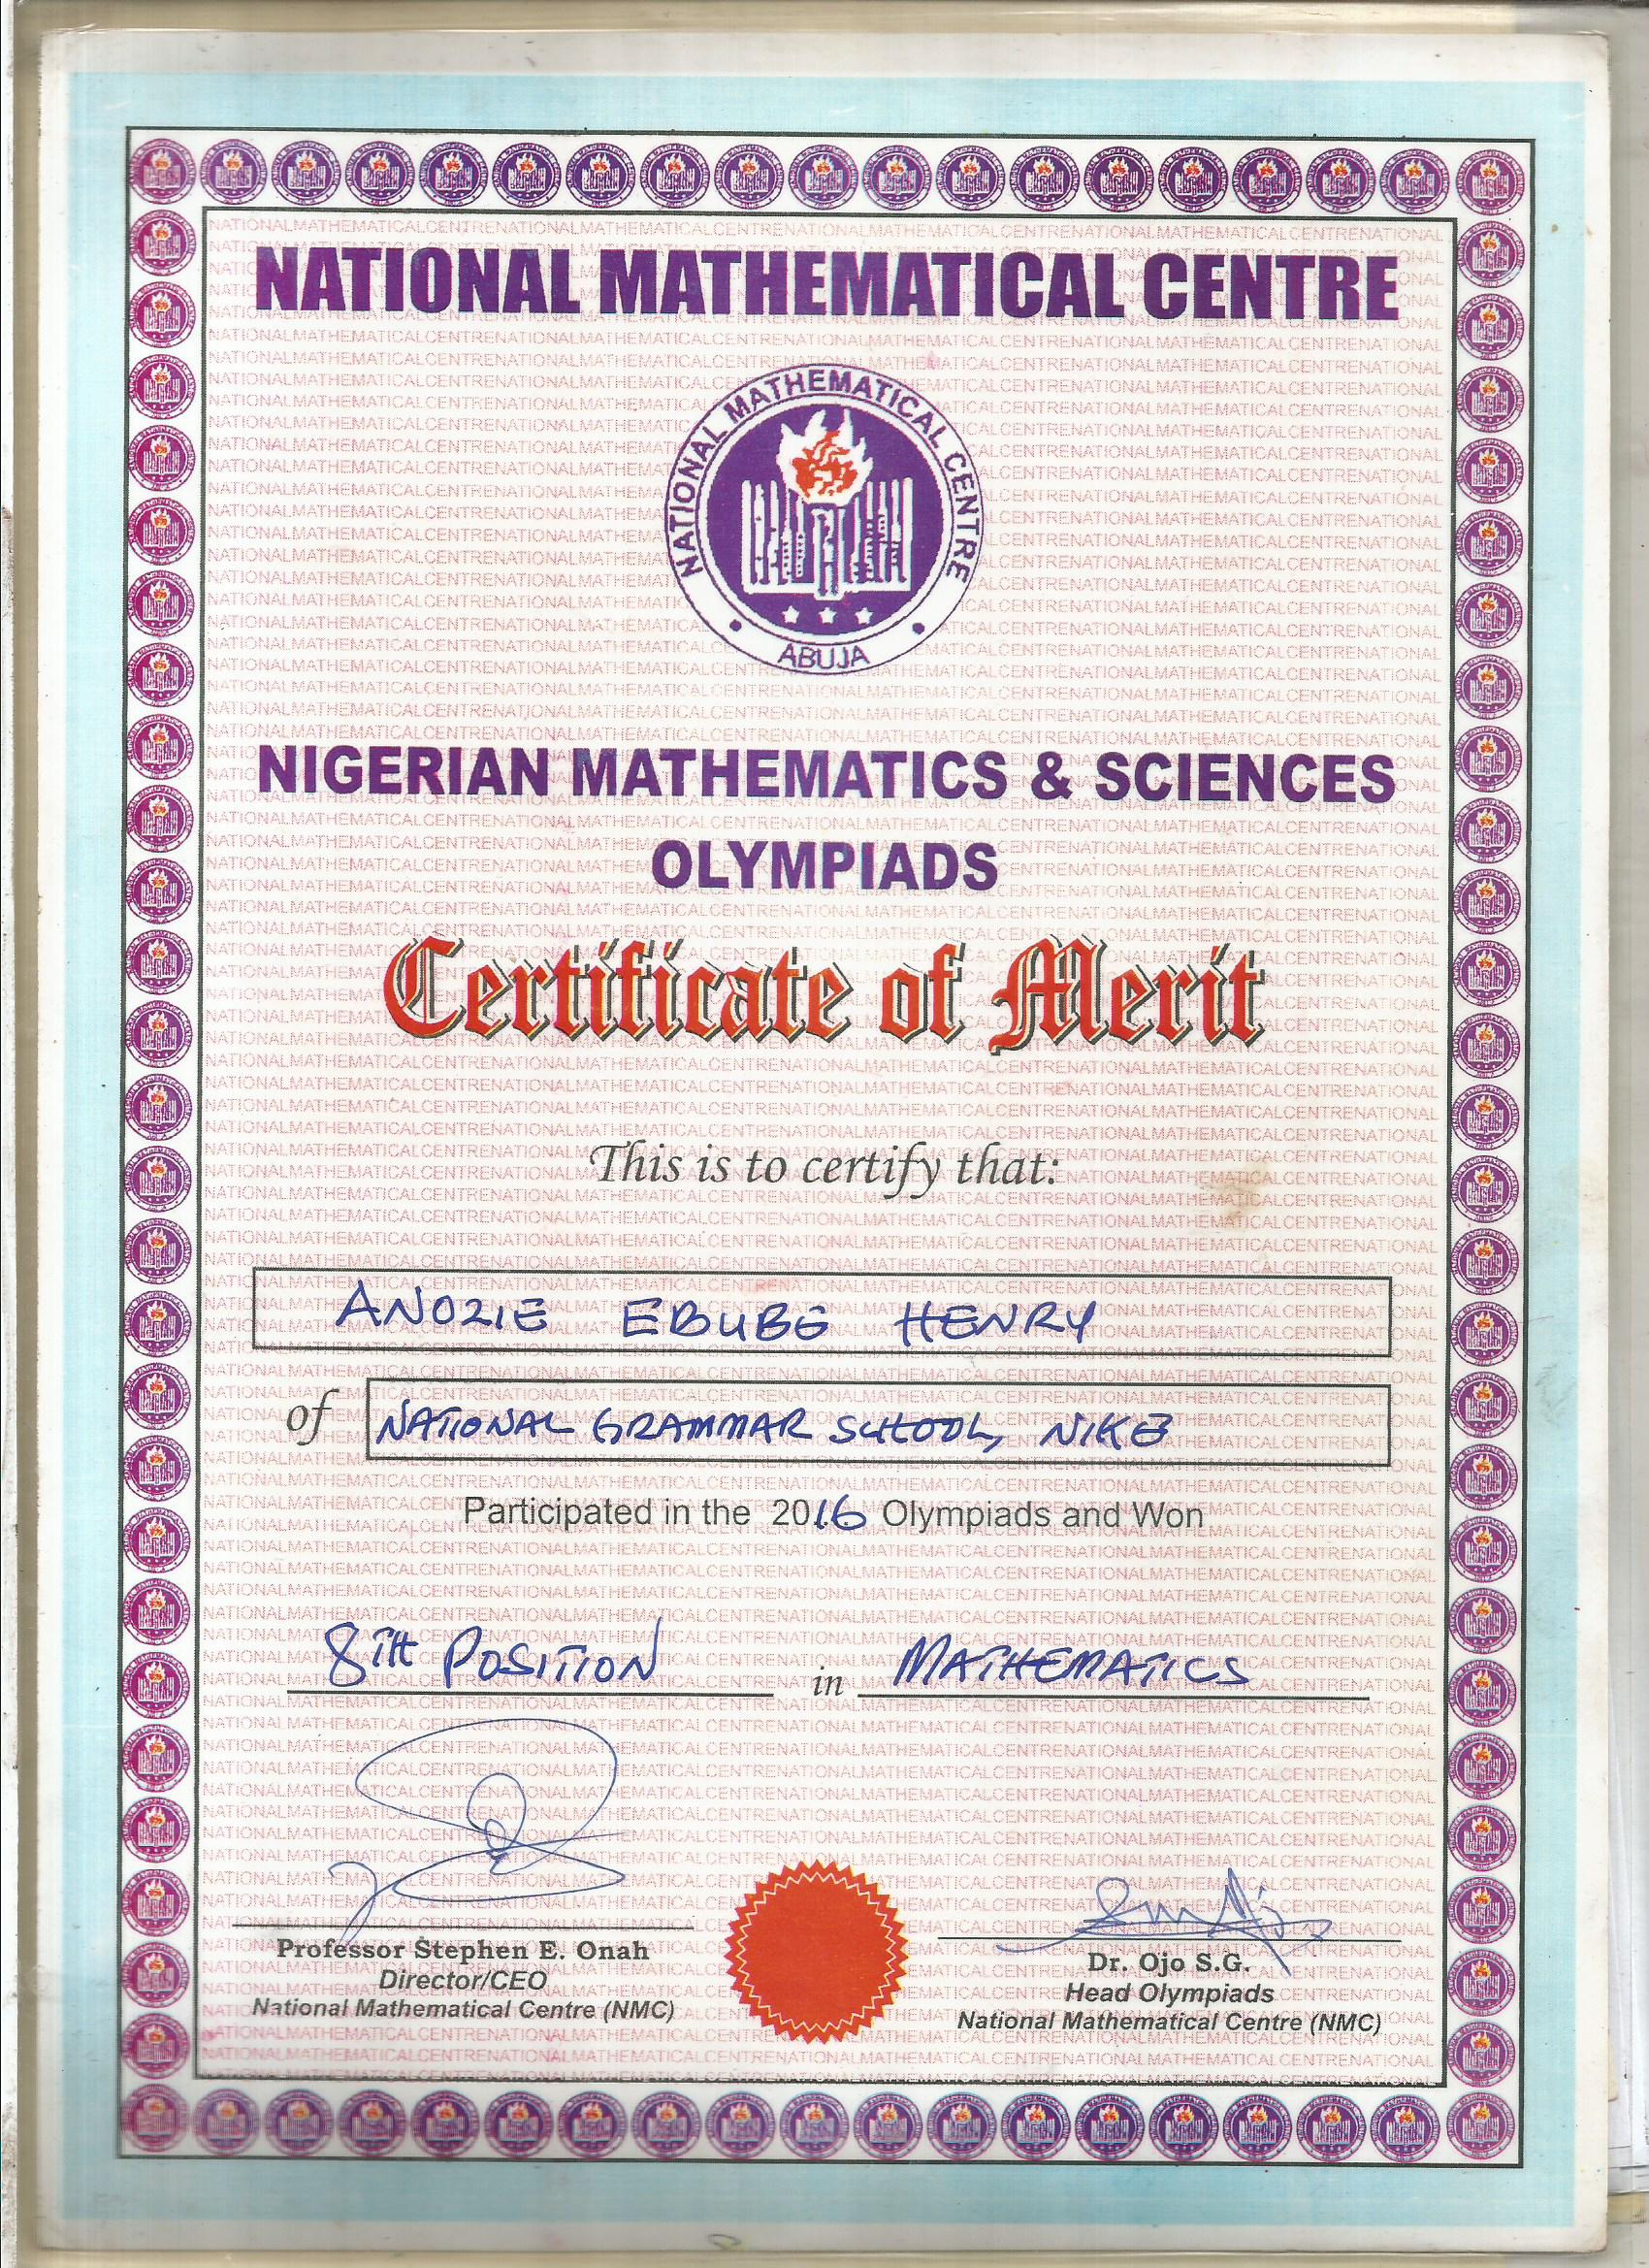 NATIONAL MATHEMATICAL CENTRE
NATIONAL MATHEMATICAL CENTRE
ABUJA
NIGERIAN MATHEMATICS & SCIENCES
OLYMPIADS
Certificate of Merit
This is to certify that:
ANOZIE EBUBE HENRY
of NATIONAL GRAMMAR SCHOOL, NIKE
Participated in the 2016 Olympiads and Won
8TH POSITION in MATHEMATICS
Professor Stephen E. Onah
Director/CEO
National Mathematical Centre (NMC)
Dr. Ojo S.G.
Head Olympiads
National Mathematical Centre (NMC)